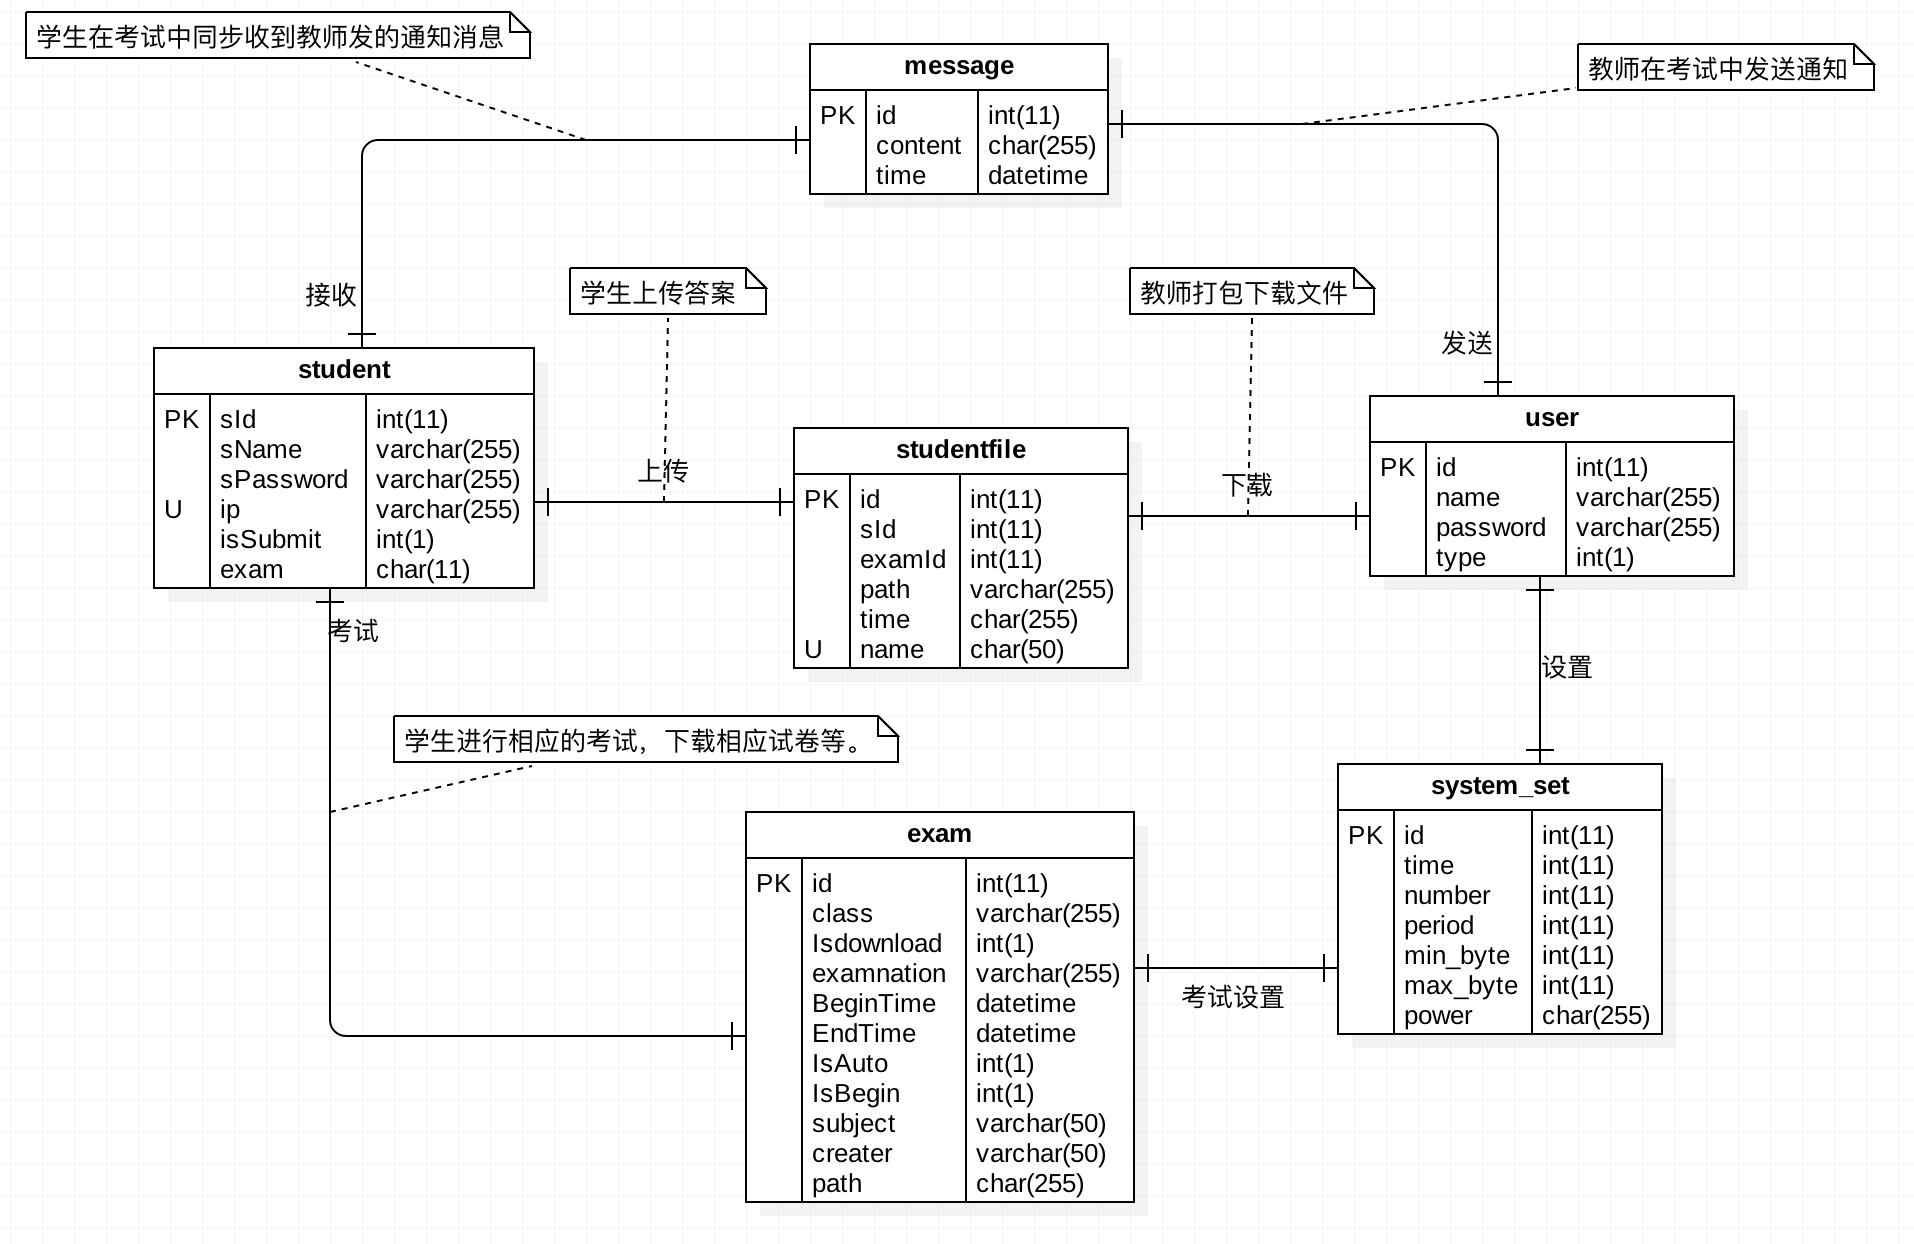 学生在考试中同步收到教师发的通知消息
教师在考试中发送通知
message
PK id int(11)
content char(255)
time datetime
接收
学生上传答案
教师打包下载文件
发送
student
PK sId int(11)
sName varchar(255)
sPassword varchar(255)
U ip varchar(255)
isSubmit int(1)
exam char(11)
上传
studentfile
PK id int(11)
sId int(11)
examId int(11)
path varchar(255)
time char(255)
U name char(50)
下载
user
PK id int(11)
name varchar(255)
password varchar(255)
type int(1)
考试
设置
学生进行相应的考试，下载相应试卷等。
exam
PK id int(11)
class varchar(255)
Isdownload int(1)
examnation varchar(255)
BeginTime datetime
EndTime datetime
IsAuto int(1)
IsBegin int(1)
subject varchar(50)
creater varchar(50)
path char(255)
考试设置
system_set
PK id int(11)
time int(11)
number int(11)
period int(11)
min_byte int(11)
max_byte int(11)
power char(255)